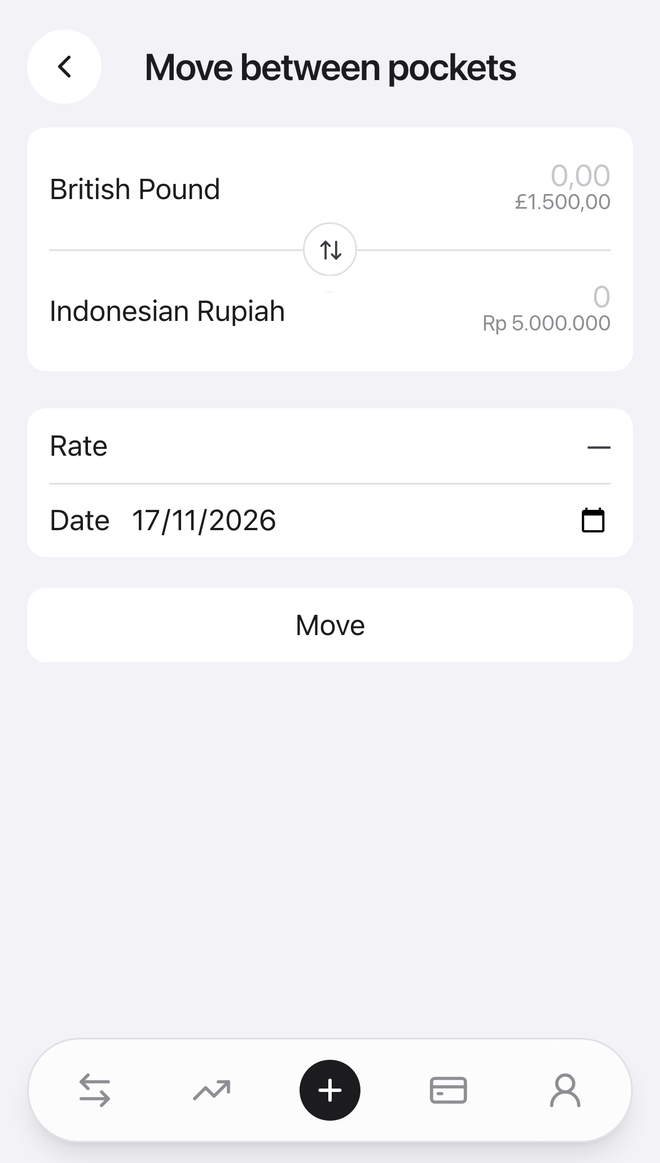 Move between pockets
British Pound
0,00
£1.500,00
Indonesian Rupiah
0
Rp 5.000.000
Rate —
Date 17/11/2026
Move